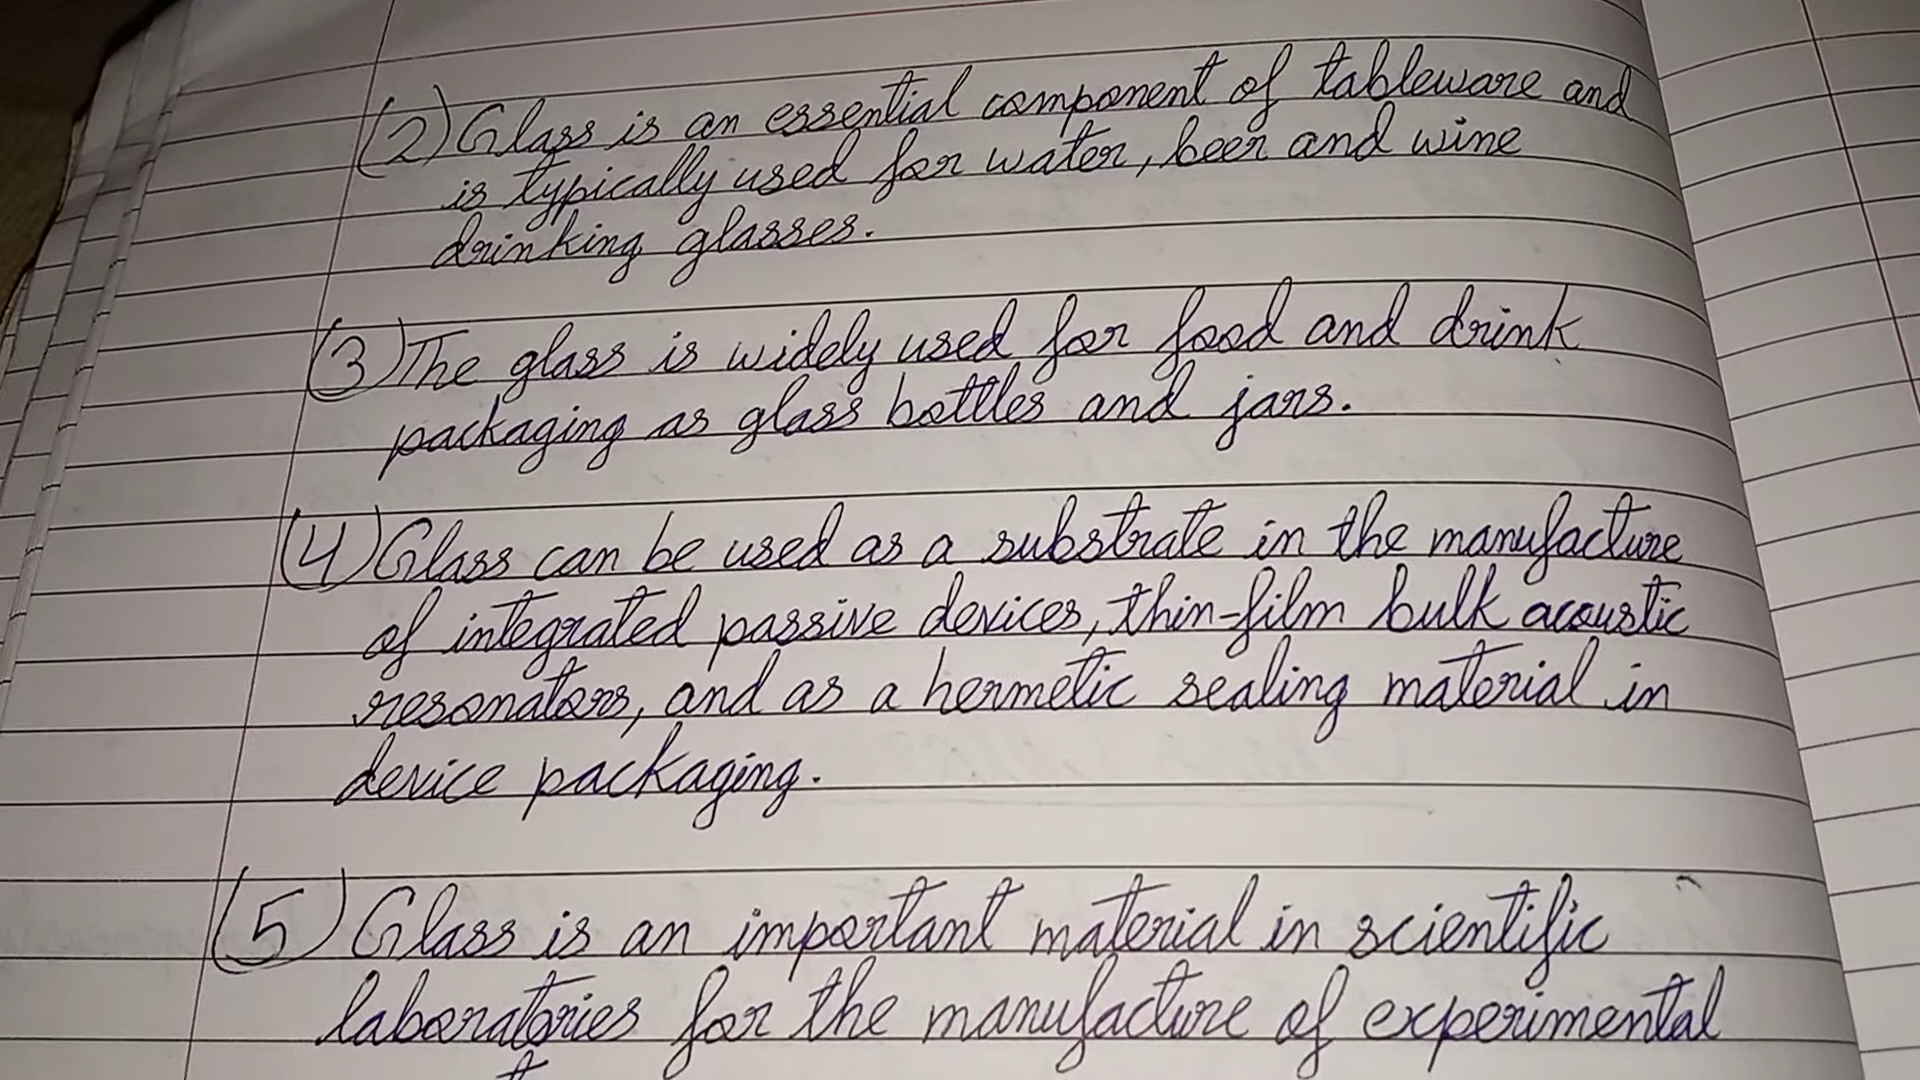 (2) Glass is an essential component of tableware and
is typically used for water, beer and wine
drinking glasses.
(3) The glass is widely used for food and drink
packaging as glass bottles and jars.
(4) Glass can be used as a substrate in the manufacture
of integrated passive devices, thin-film bulk acoustic
resonators, and as a hermetic sealing material in
device packaging.
(5) Glass is an important material in scientific
laboratories for the manufacture of experimental